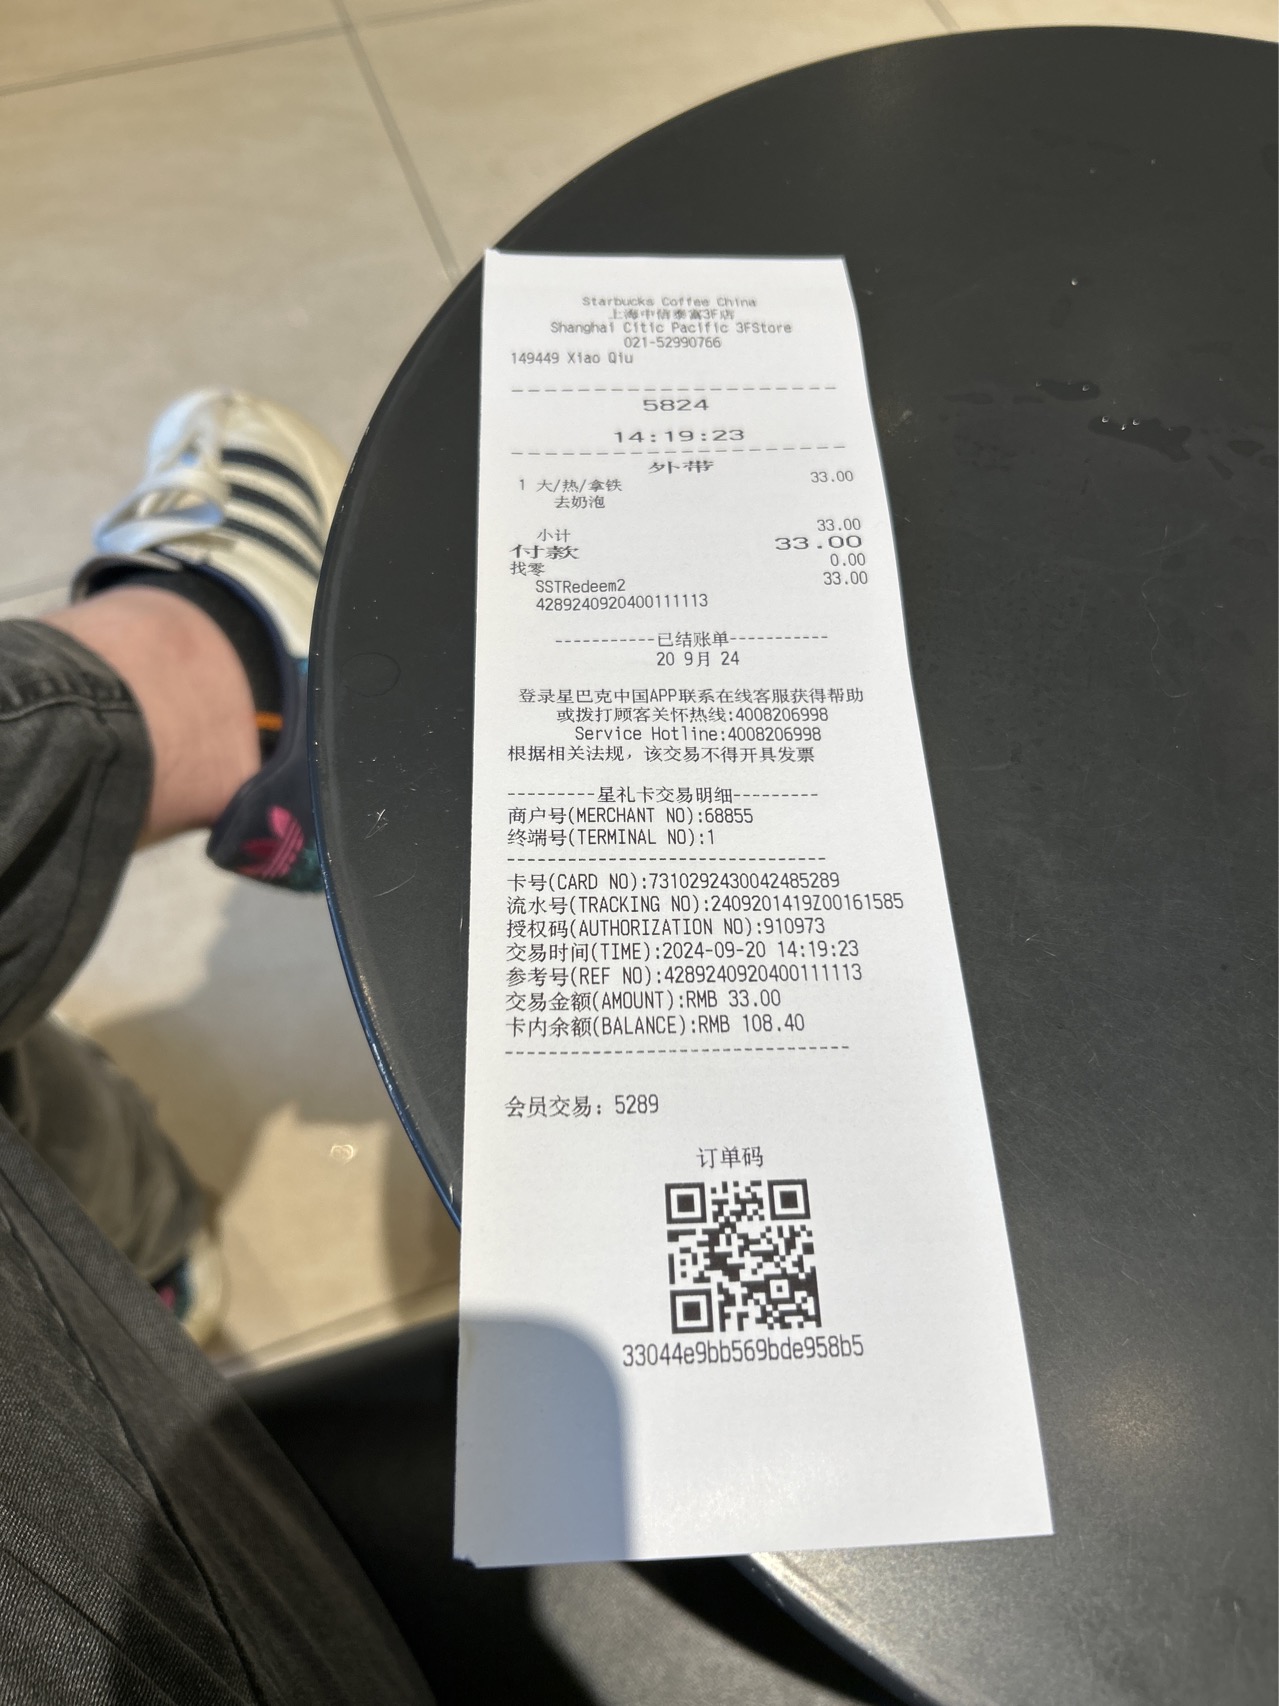 Starbucks Coffee China
上海中信泰富3F店
Shanghai Citic Pacific 3FStore
021-52990766
149449 Xiao Qiu
5824
14:19:23
外带
1 大/热/拿铁 33.00
去奶泡
小计 33.00
付款 33.00
找零 0.00
SSTRedeem2 33.00
4289240920400111113
-----------已结账单-----------
20 9月 24
登录星巴克中国APP联系在线客服获得帮助
或拨打顾客关怀热线:4008206998
Service Hotline:4008206998
根据相关法规，该交易不得开具发票
---------星礼卡交易明细---------
商户号(MERCHANT NO):68855
终端号(TERMINAL NO):1
卡号(CARD NO):7310292430042485289
流水号(TRACKING NO):2409201419Z00161585
授权码(AUTHORIZATION NO):910973
交易时间(TIME):2024-09-20 14:19:23
参考号(REF NO):4289240920400111113
交易金额(AMOUNT):RMB 33.00
卡内余额(BALANCE):RMB 108.40
会员交易: 5289
订单码
33044e9bb569bde958b5